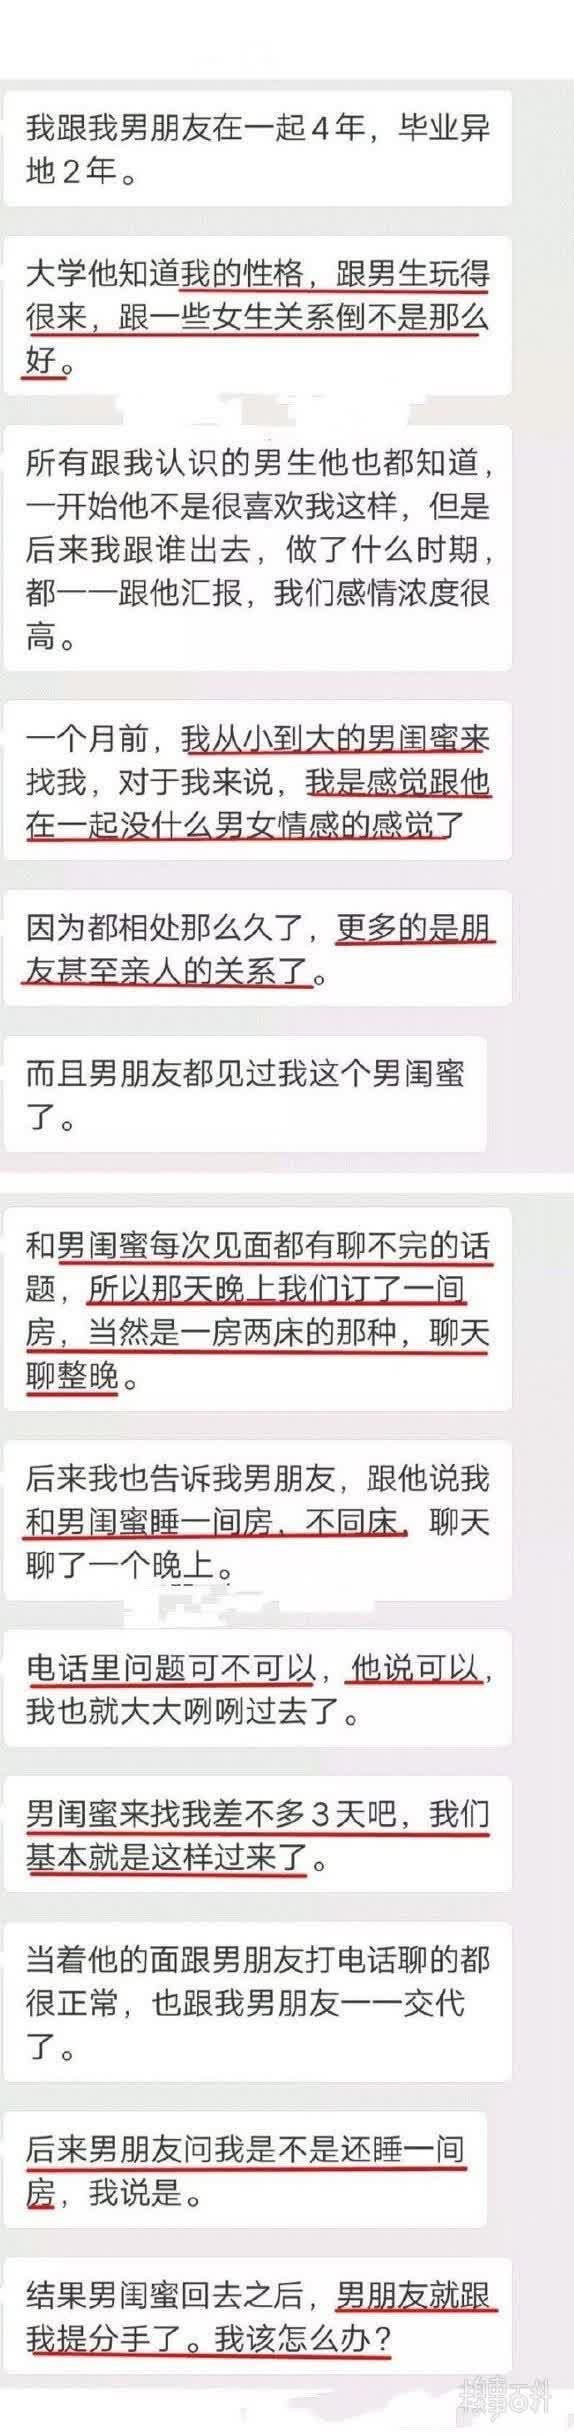 我跟我男朋友在一起4年，毕业异
地2年。
大学他知道我的性格，跟男生玩得
很来，跟一些女生关系倒不是那么
好。
所有跟我认识的男生他也都知道，
一开始他不是很喜欢我这样，但是
后来我跟谁出去，做了什么时期，
都一一跟他汇报，我们感情浓度很
高。
一个月前，我从小到大的男闺蜜来
找我，对于我来说，我是感觉跟他
在一起没什么男女情感的感觉了
因为都相处那么久了，更多的是朋
友甚至亲人的关系了。
而且男朋友都见过我这个男闺蜜
了。
和男闺蜜每次见面都有聊不完的话
题，所以那天晚上我们订了一间
房，当然是一房两床的那种，聊天
聊整晚。
后来我也告诉我男朋友，跟他说我
和男闺蜜睡一间房，不同床，聊天
聊了一个晚上。
电话里问题可不可以，他说可以，
我也就大大咧咧过去了。
男闺蜜来找我差不多3天吧，我们
基本就是这样过来了。
当着他的面跟男朋友打电话聊的都
很正常，也跟我男朋友一一交代
了。
后来男朋友问我是不是还睡一间
房，我说是。
结果男闺蜜回去之后，男朋友就跟
我提分手了。我该怎么办？